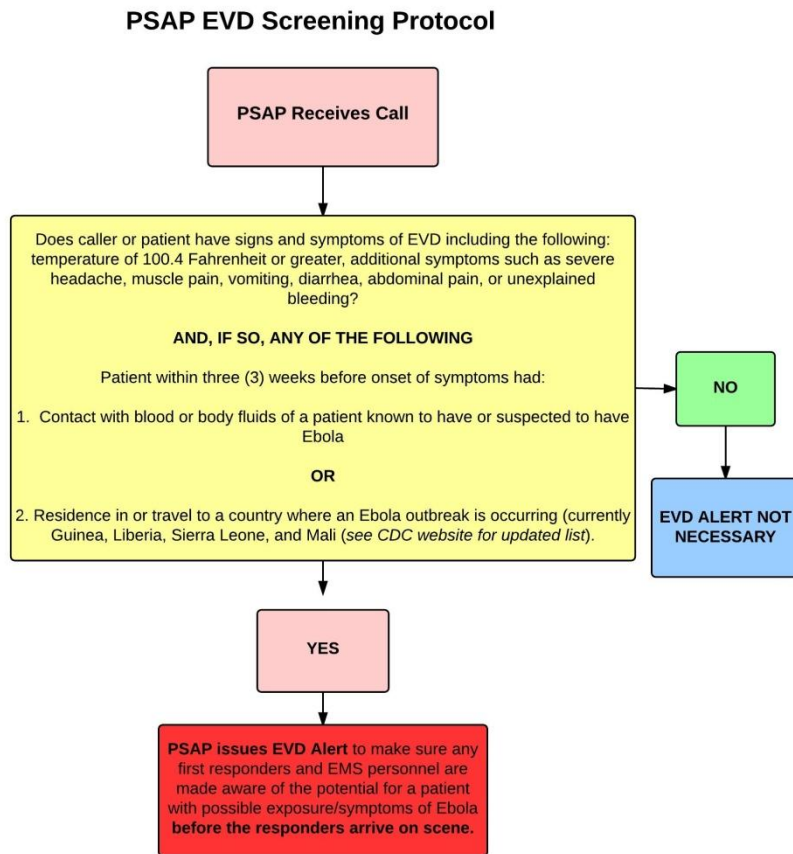 PSAP EVD Screening Protocol
PSAP Receives Call
Does caller or patient have signs and symptoms of EVD including the following:
temperature of 100.4 Fahrenheit or greater, additional symptoms such as severe
headache, muscle pain, vomiting, diarrhea, abdominal pain, or unexplained
bleeding?
AND, IF SO, ANY OF THE FOLLOWING
Patient within three (3) weeks before onset of symptoms had:
1. Contact with blood or body fluids of a patient known to have or suspected to have
Ebola
OR
2. Residence in or travel to a country where an Ebola outbreak is occurring (currently
Guinea, Liberia, Sierra Leone, and Mali (see CDC website for updated list).
NO
EVD ALERT NOT
NECESSARY
YES
PSAP issues EVD Alert to make sure any
first responders and EMS personnel are
made aware of the potential for a patient
with possible exposure/symptoms of Ebola
before the responders arrive on scene.